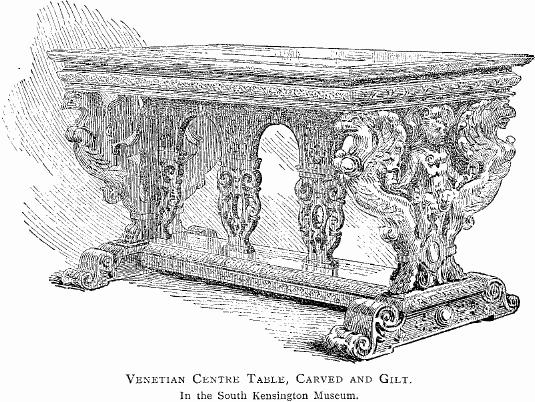 Venetian Centre Table, Carved and Gilt.
In the South Kensington Museum.